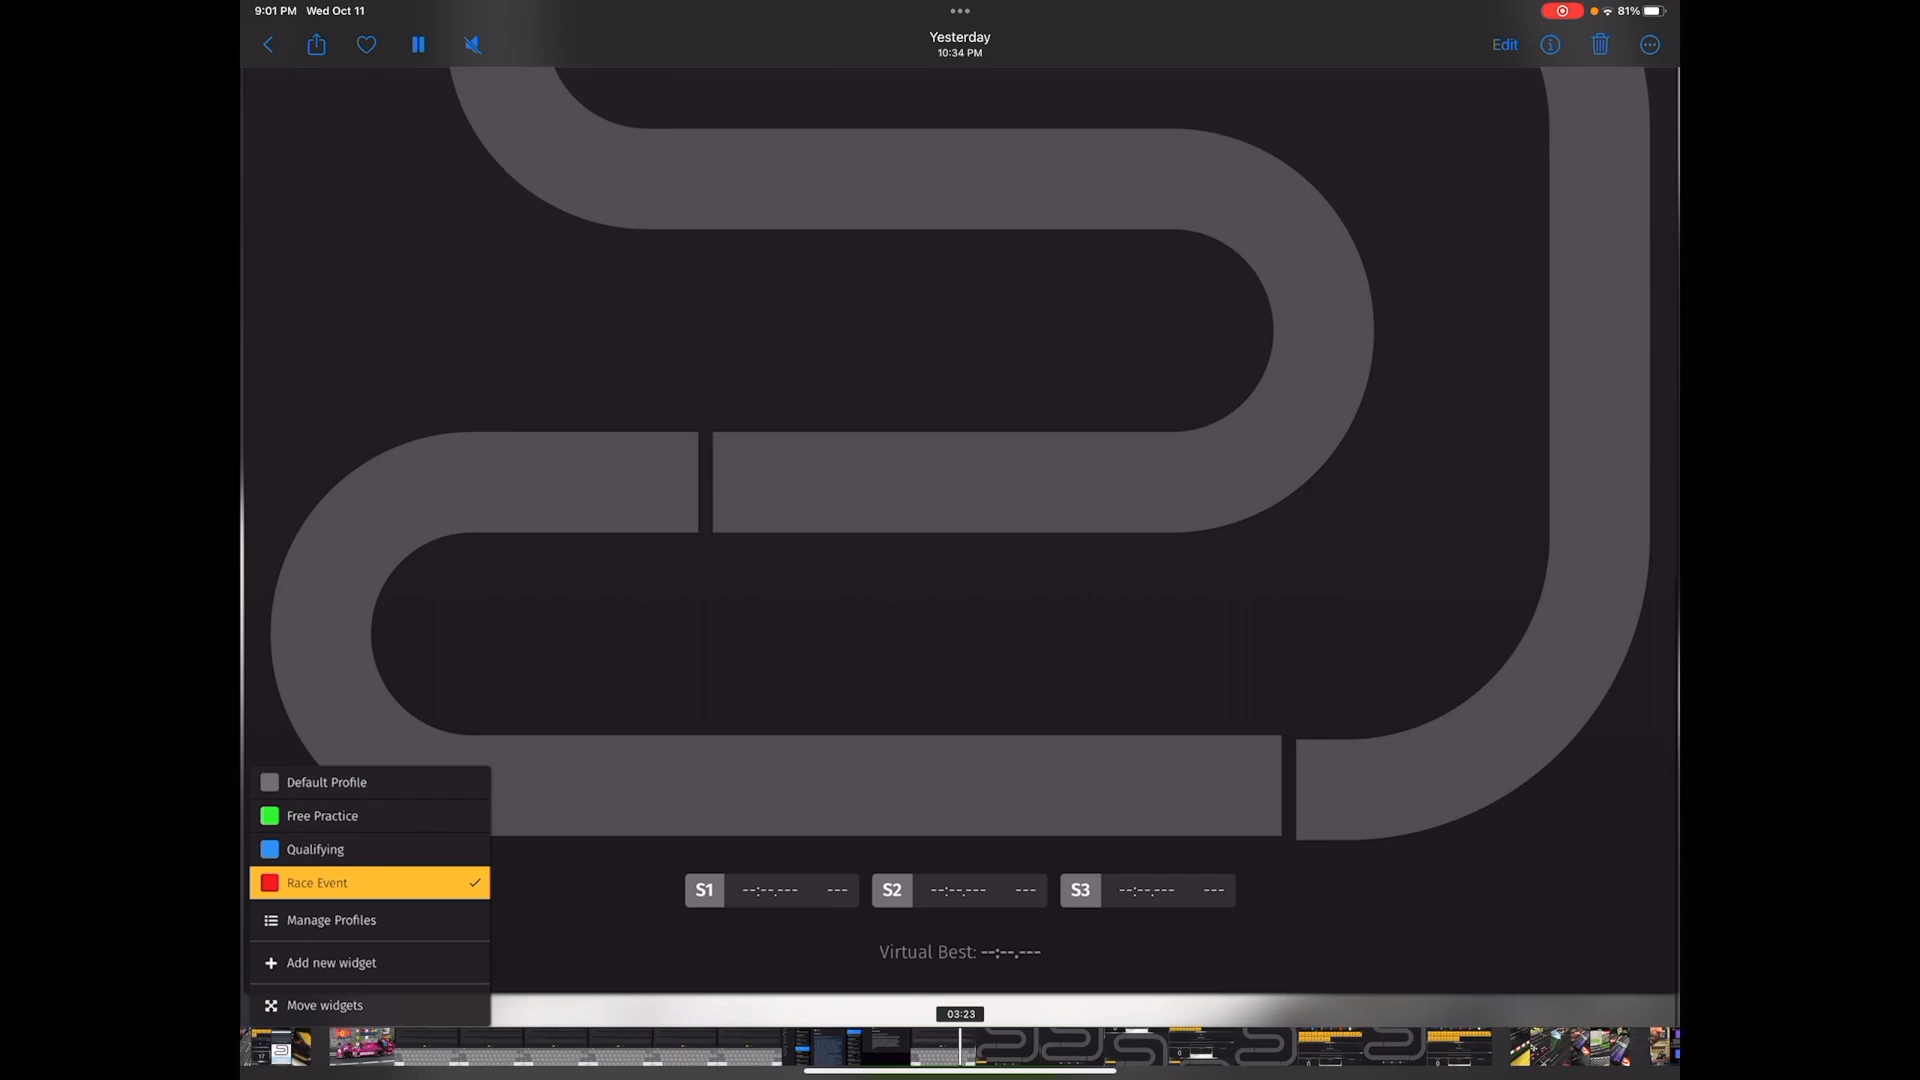 9:01 PM Wed Oct 11
81%
Yesterday
10:34 PM
Edit
Default Profile
Free Practice
Qualifying
Race Event
Manage Profiles
Add new widget
Move widgets
S1 --:--.--- ---
S2 --:--.--- ---
S3 --:--.--- ---
Virtual Best: --:--.---
03:23